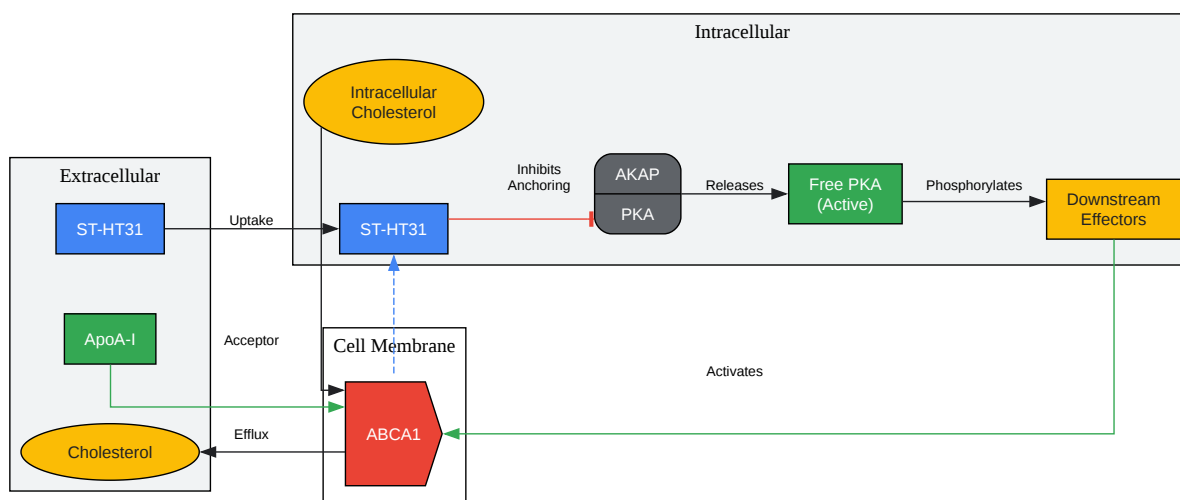 Intracellular
Intracellular
Cholesterol
Extracellular
ST-HT31
Uptake
ST-HT31
Inhibits
Anchoring
AKAP
PKA
Releases
Free PKA
(Active)
Phosphorylates
Downstream
Effectors
ApoA-I
Acceptor
Cell Membrane
Activates
ABCA1
Efflux
Cholesterol